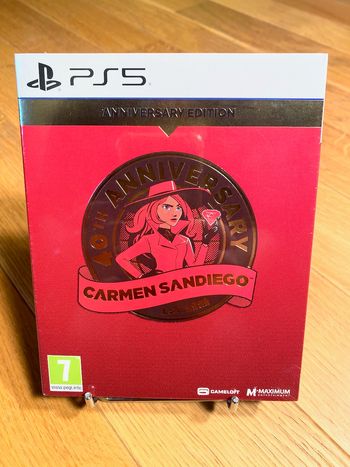 PS5
ANNIVERSARY EDITION
40TH ANNIVERSARY
CARMEN SANDIEGO
7
www.pegi.info
GAMELOFT
M-MAXIMUM
ENTERTAINMENT